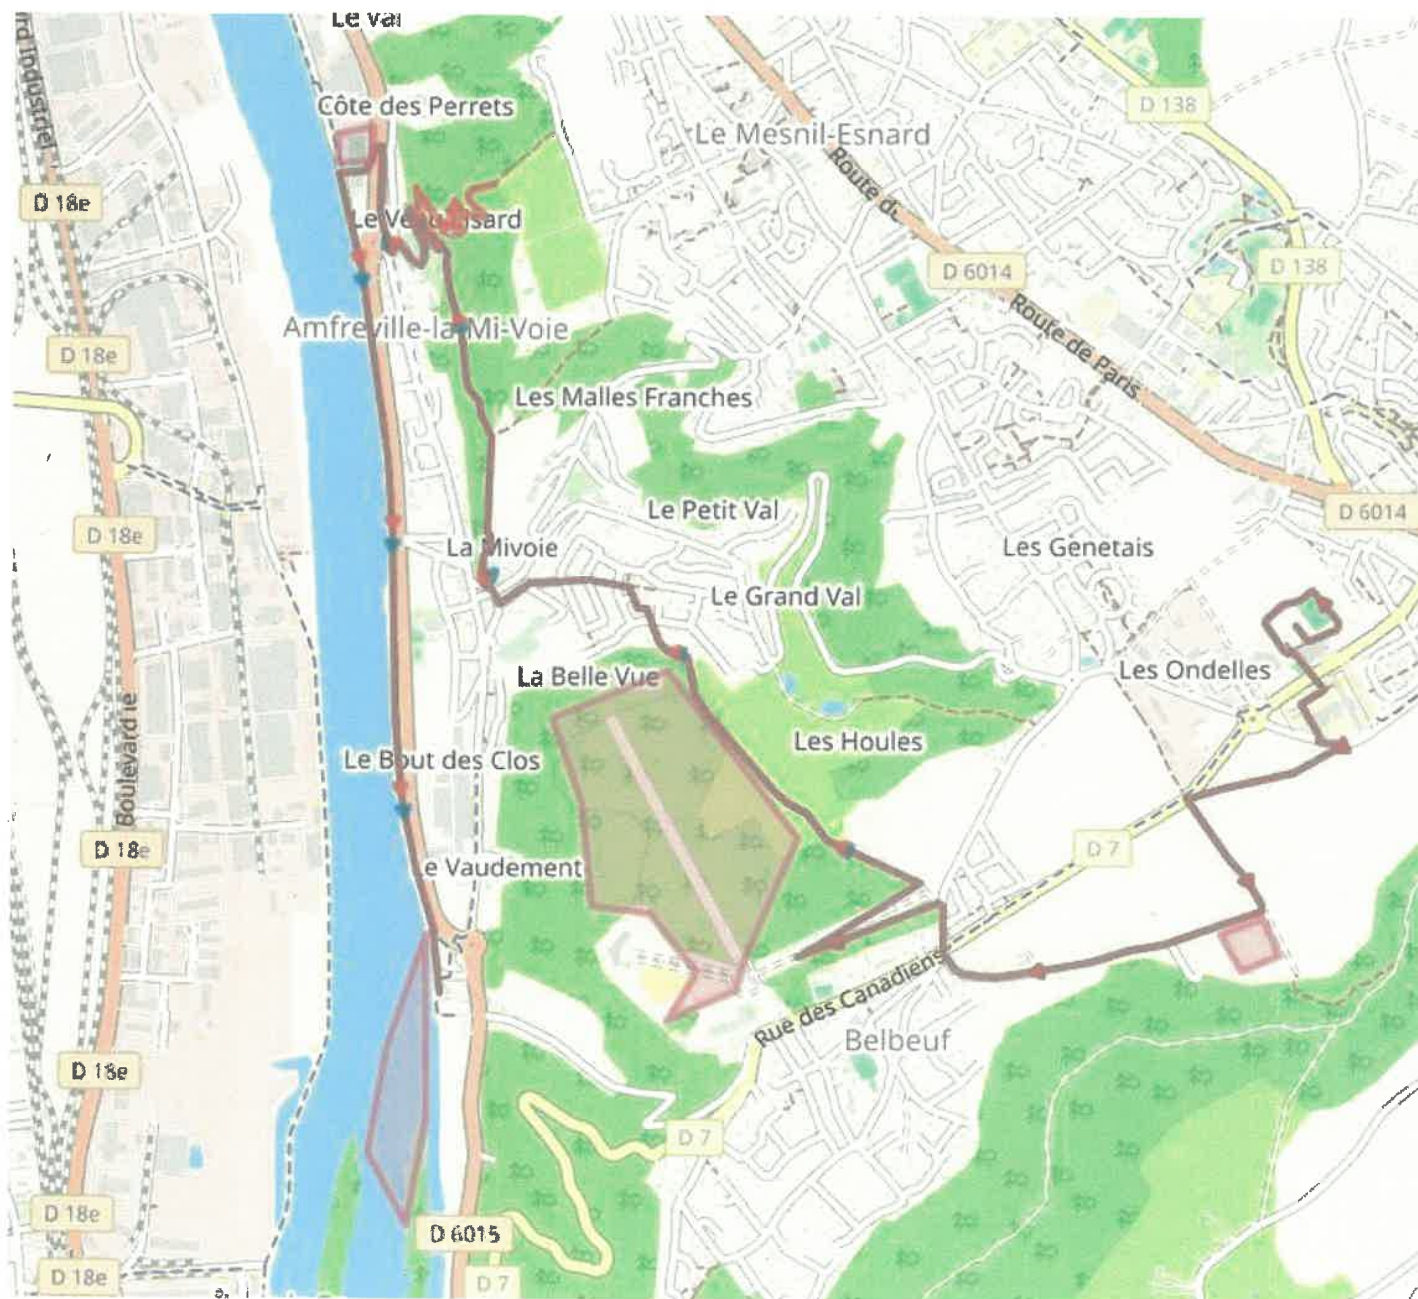 Le Val
Côte des Perrets
D 138
Le Mesnil-Esnard
D 18e
Route de
D 6014
D 138
Amfreville-la-Mi-Voie
Route de Paris
D 18e
Les Malles Franches
Le Petit Val
D 6014
D 18e
La Mivoie
Les Genetais
Le Grand Val
La Belle Vue
Les Ondelles
Les Houles
Le Bout des Clos
Boulevard
D 18e
D 7
e Vaudement
Rue des Canadiens
Belbeuf
D 18e
D 7
D 18e
D 6015
D 18e
D 7